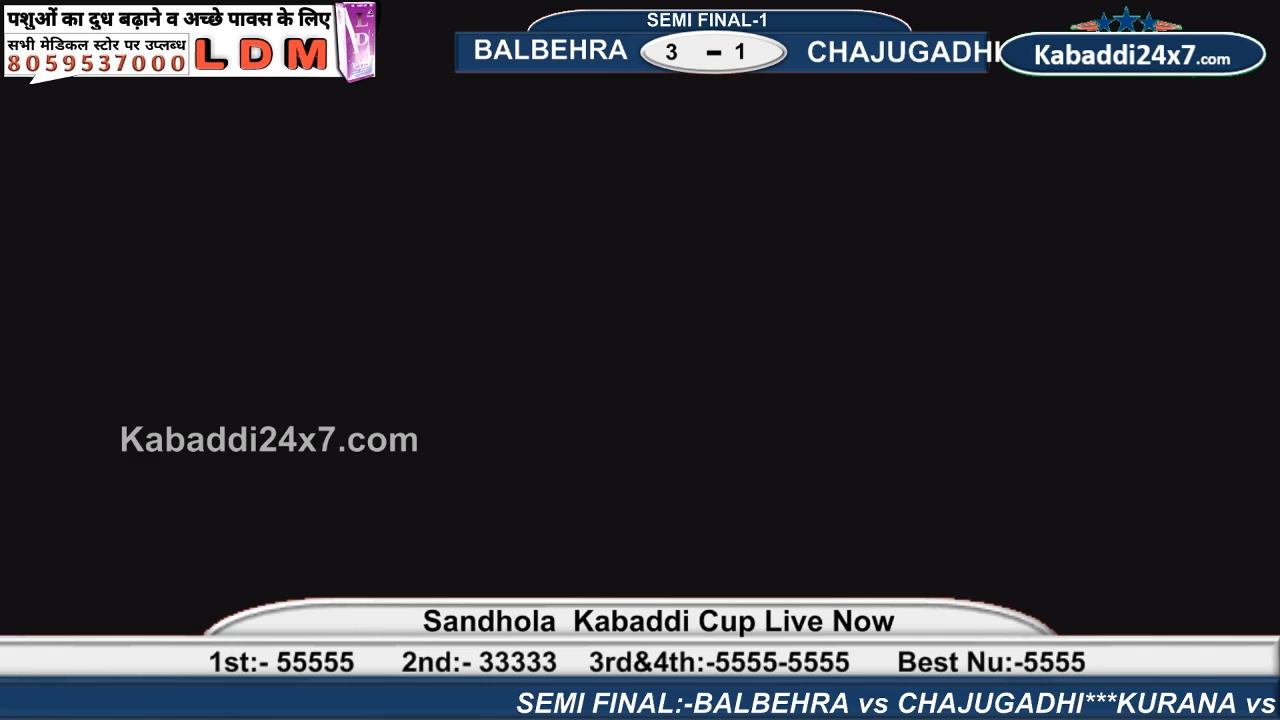 पशुओं का दुध बढ़ाने व अच्छे पावस के लिए
सभी मेडिकल स्टोर पर उप्लब्ध
8059537000
LDM
SEMI FINAL-1
BALBEHRA 3 - 1 CHAJUGADHI
Kabaddi24x7.com
Kabaddi24x7.com
Sandhola Kabaddi Cup Live Now
1st:- 55555 2nd:- 33333 3rd&4th:-5555-5555 Best Nu:-5555
SEMI FINAL:-BALBEHRA vs CHAJUGADHI***KURANA vs